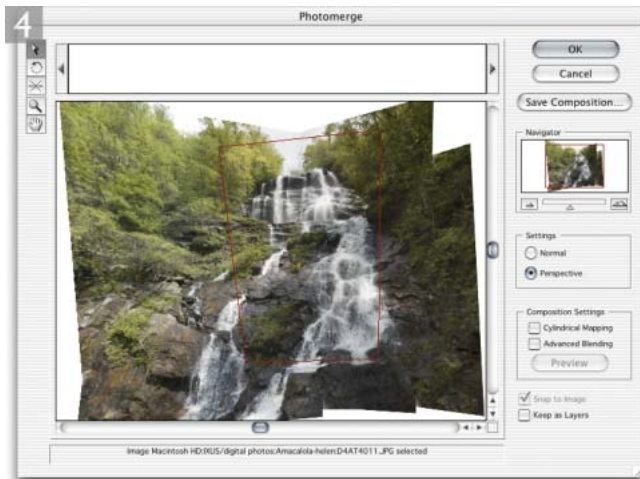 4
Photomerge
OK
Cancel
Save Composition...
Navigator
Settings
Normal
Perspective
Composition Settings
Cylindrical Mapping
Advanced Blending
Preview
Snap to Image
Keep as Layers
Image Macintosh HD:IXUS/digital photos:Amacalola-helen:D4AT4011.JPG selected